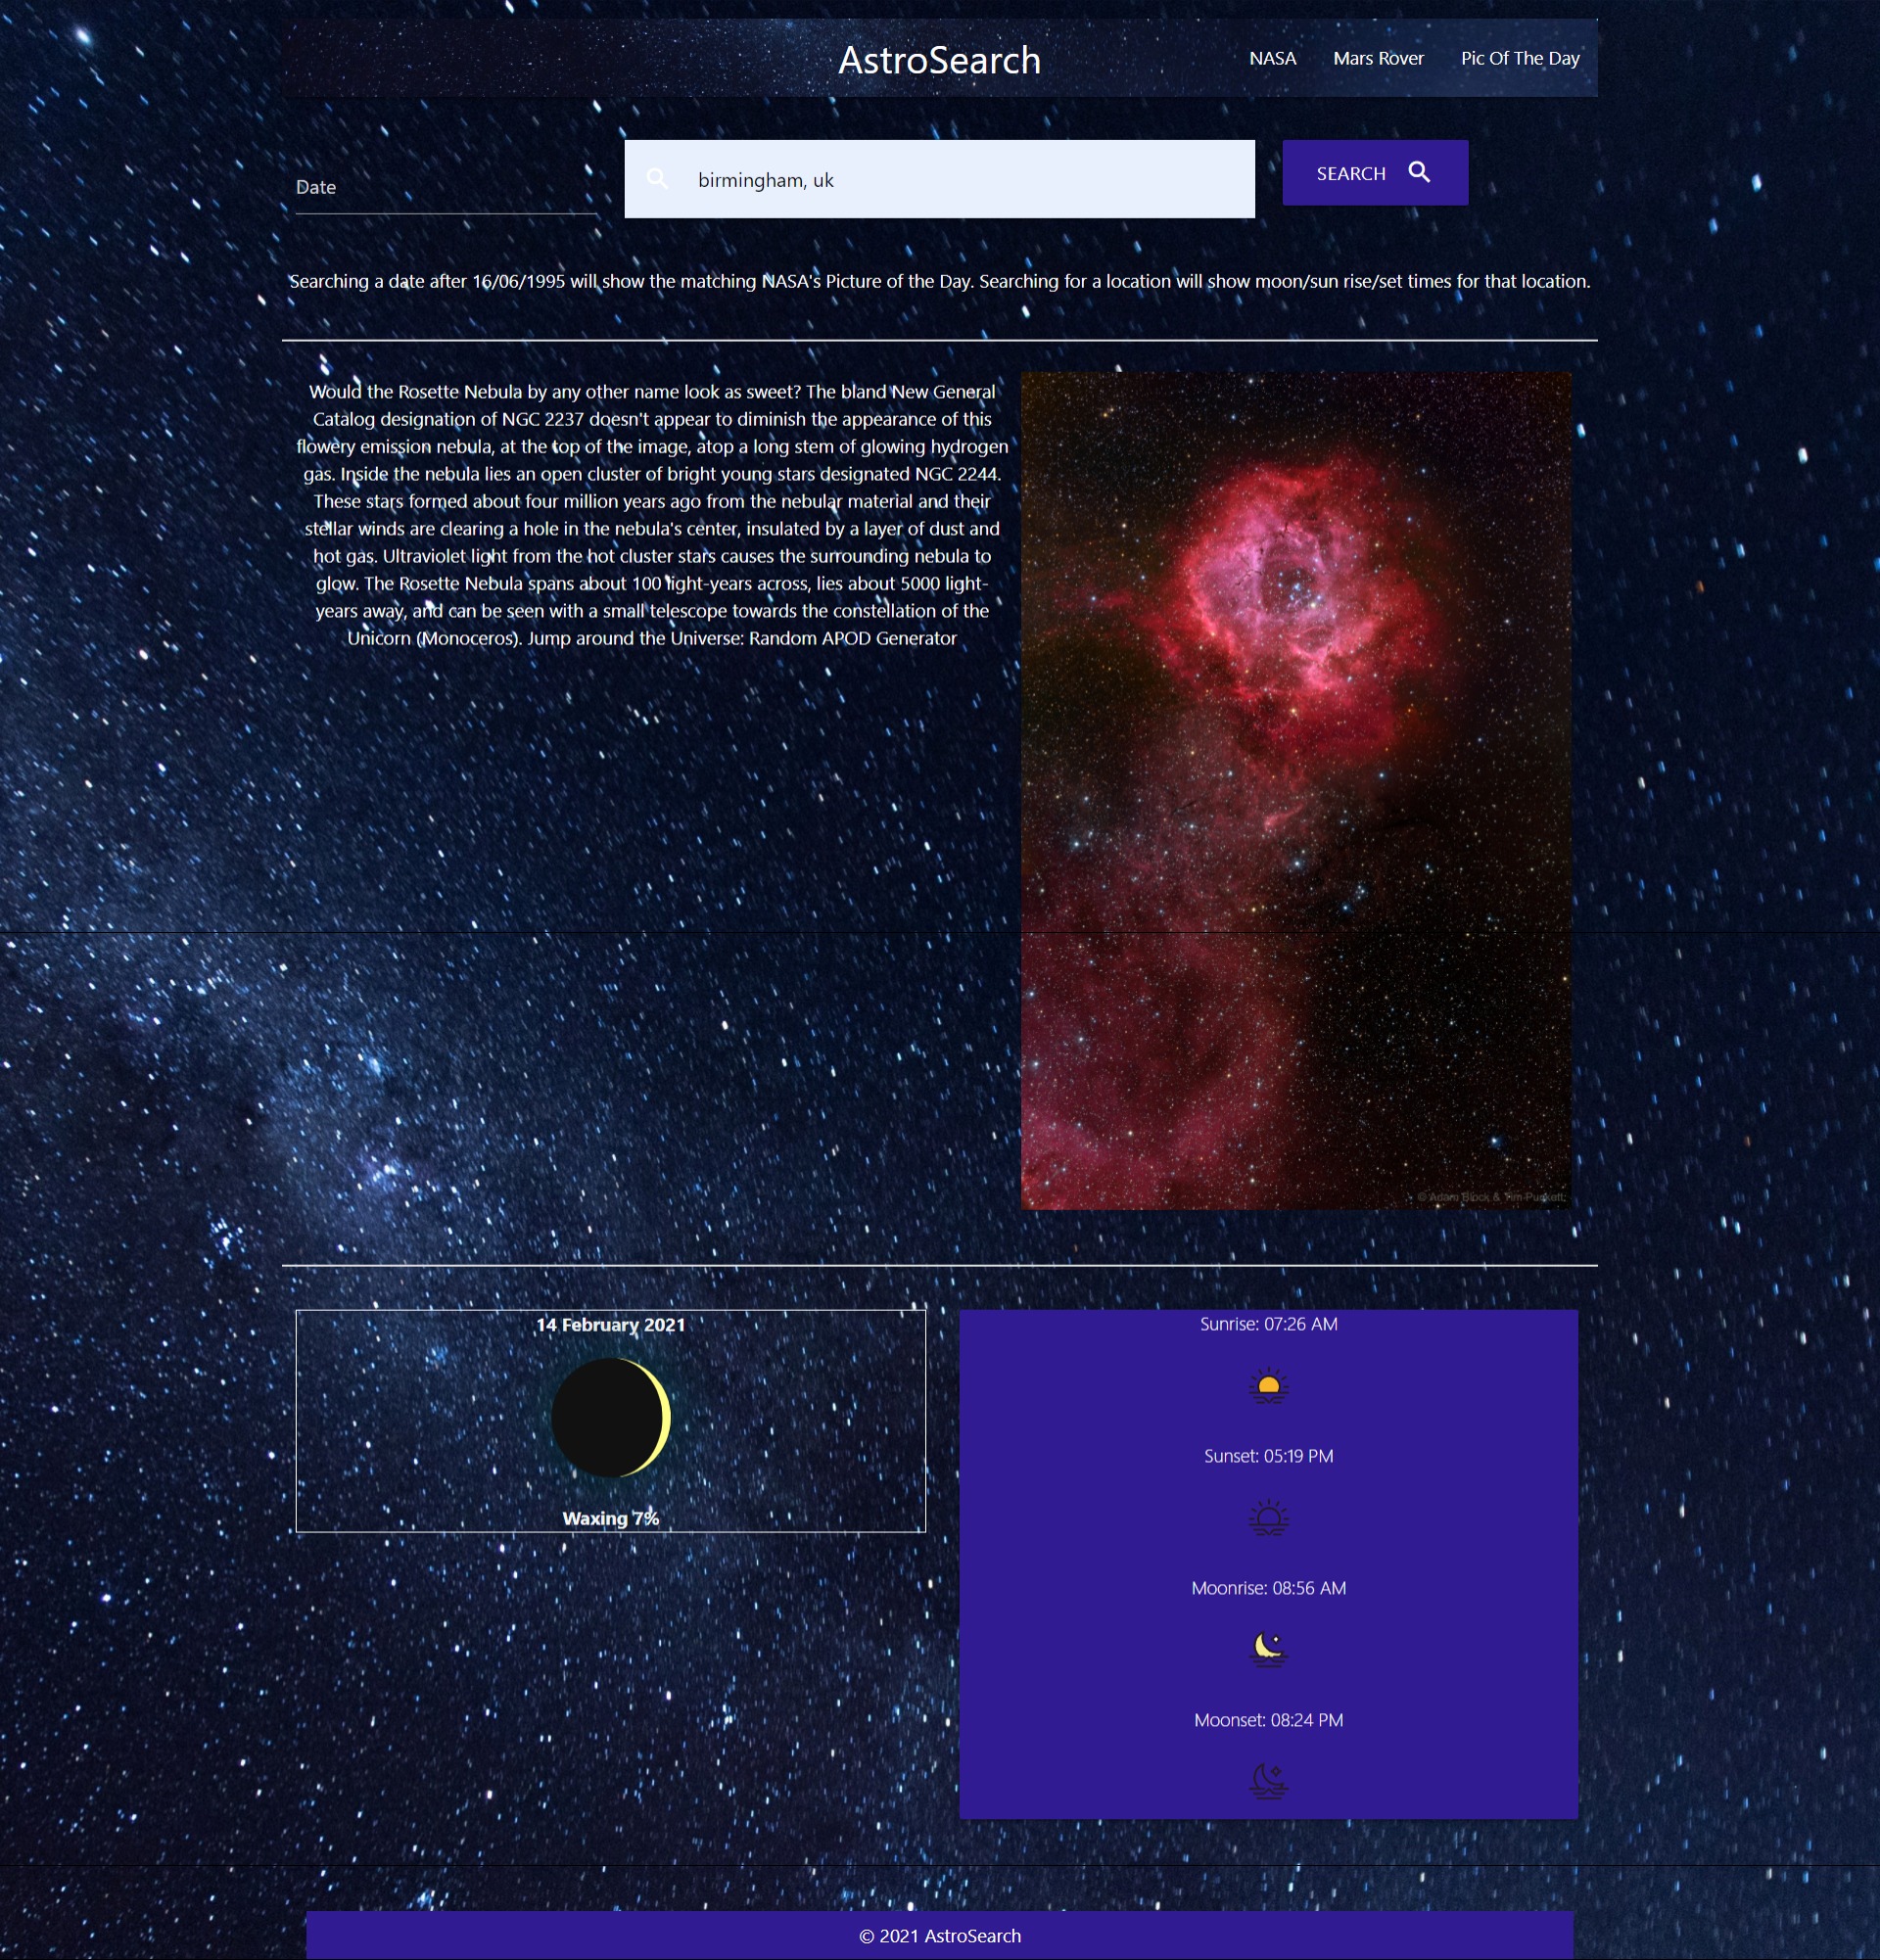 AstroSearch
NASA Mars Rover Pic Of The Day
Date
birmingham, uk
SEARCH
Searching a date after 16/06/1995 will show the matching NASA's Picture of the Day. Searching for a location will show moon/sun rise/set times for that location.
Would the Rosette Nebula by any other name look as sweet? The bland New General
Catalog designation of NGC 2237 doesn't appear to diminish the appearance of this
flowery emission nebula, at the top of the image, atop a long stem of glowing hydrogen
gas. Inside the nebula lies an open cluster of bright young stars designated NGC 2244.
These stars formed about four million years ago from the nebular material and their
stellar winds are clearing a hole in the nebula's center, insulated by a layer of dust and
hot gas. Ultraviolet light from the hot cluster stars causes the surrounding nebula to
glow. The Rosette Nebula spans about 100 light-years across, lies about 5000 light-
years away, and can be seen with a small telescope towards the constellation of the
Unicorn (Monoceros). Jump around the Universe: Random APOD Generator
© Adam Block & Tim Puckett
14 February 2021
Waxing 7%
Sunrise: 07:26 AM
Sunset: 05:19 PM
Moonrise: 08:56 AM
Moonset: 08:24 PM
© 2021 AstroSearch